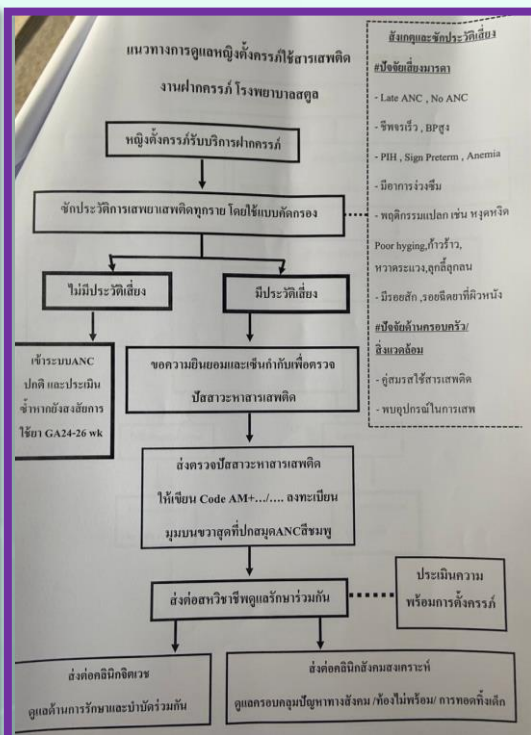 แนวทางการดูแลหญิงตั้งครรภ์ใช้สารเสพติด
งานฝากครรภ์ โรงพยาบาลสตูล
หญิงตั้งครรภ์รับบริการฝากครรภ์
ซักประวัติการเสพยาเสพติดทุกราย โดยใช้แบบคัดกรอง
ไม่มีประวัติเสี่ยง
มีประวัติเสี่ยง
เข้าระบบANC
ปกติ และประเมิน
ซ้ำหากยังสงสัยการ
ใช้ยา GA24-26 wk
ขอความยินยอมและเซ็นกำกับเพื่อตรวจ
ปัสสาวะหาสารเสพติด
ส่งตรวจปัสสาวะหาสารเสพติด
ให้เขียน Code AM+.../.... ลงทะเบียน
มุมบนขวาสุดที่ปกสมุดANCสีชมพู
ส่งต่อสหวิชาชีพดูแลรักษาร่วมกัน
ประเมินความ
พร้อมการตั้งครรภ์
ส่งต่อคลินิกจิตเวช
ดูแลด้านการรักษาและบำบัดร่วมกัน
ส่งต่อคลินิกสังคมสงเคราะห์
ดูแลครอบคลุมปัญหาทางสังคม /ท้องไม่พร้อม/ การทอดทิ้งเด็ก
สังเกตและซักประวัติเสี่ยง
#ปัจจัยเสี่ยงมารดา
- Late ANC , No ANC
- ชีพจรเร็ว , BPสูง
- PIH , Sign Preterm , Anemia
- มีอาการง่วงซึม
- พฤติกรรมแปลก เช่น หงุดหงิด
Poor hyging,ก้าวร้าว,
หวาดระแวง,ลุกลี้ลุกลน
- มีรอยสัก ,รอยฉีดยาที่ผิวหนัง
#ปัจจัยด้านครอบครัว/
สิ่งแวดล้อม
- คู่สมรสใช้สารเสพติด
- พบอุปกรณ์ในการเสพ